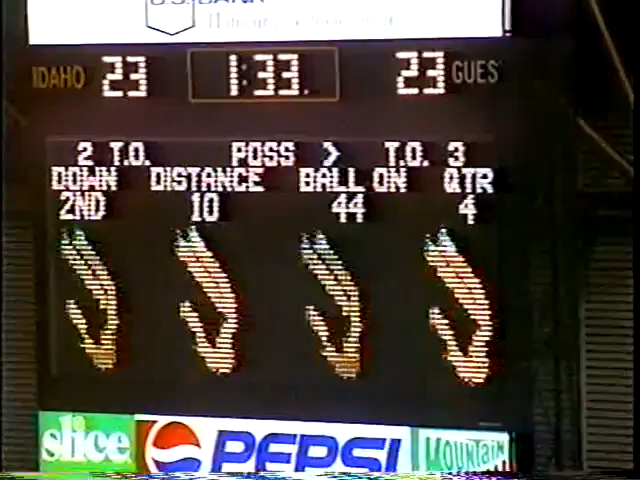 U.S. BANK
IDAHO 23 1:33 23 GUES
2 T.O. POSS > T.O. 3
DOWN DISTANCE BALL ON QTR
2ND 10 44 4
slice PEPSI MOUNTAIN